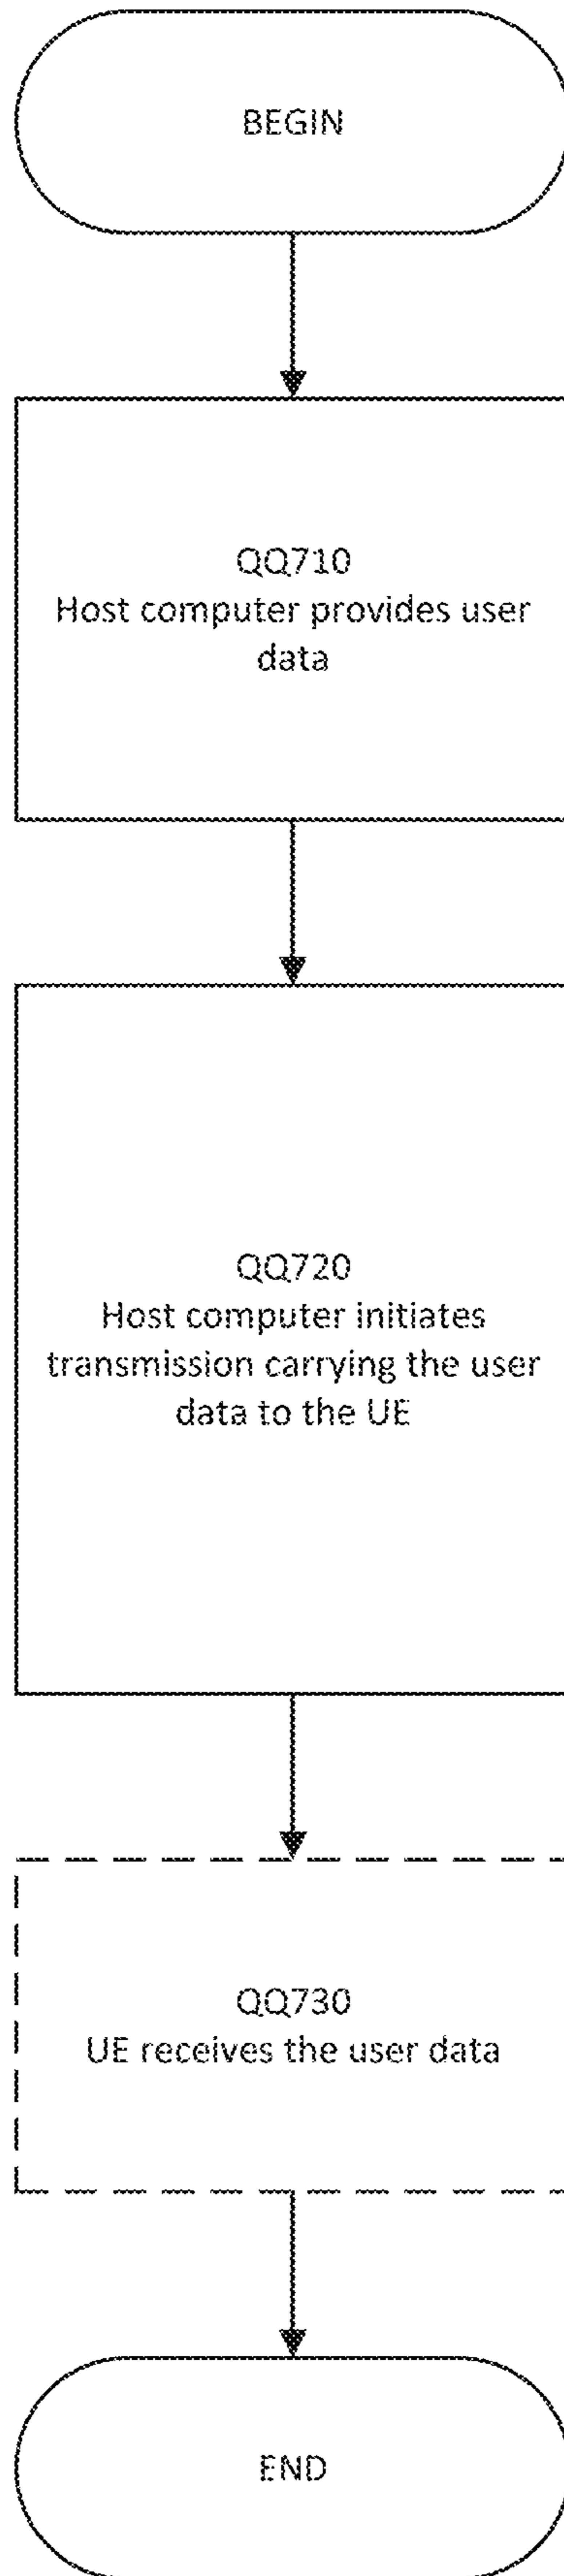 BEGIN
QQ710
Host computer provides user
data
QQ720
Host computer initiates
transmission carrying the user
data to the UE
QQ730
UE receives the user data
END